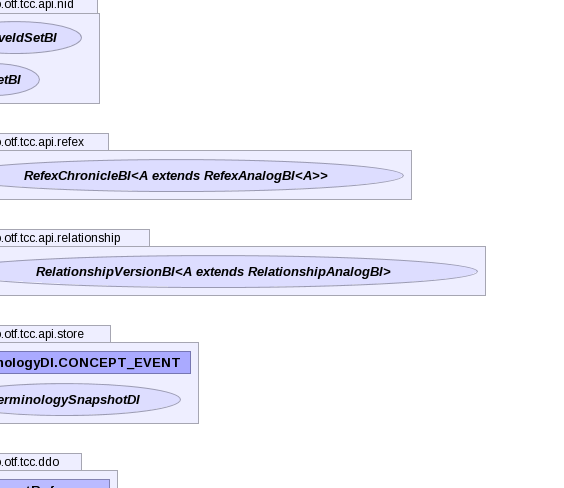 .otf.tcc.api.nid
veIdSetBI
etBI
o.otf.tcc.api.refex
RefexChronicleBI<A extends RefexAnalogBI<A>>
o.otf.tcc.api.relationship
RelationshipVersionBI<A extends RelationshipAnalogBI>
o.otf.tcc.api.store
nologyDI.CONCEPT_EVENT
erminologySnapshotDI
o.otf.tcc.ddo